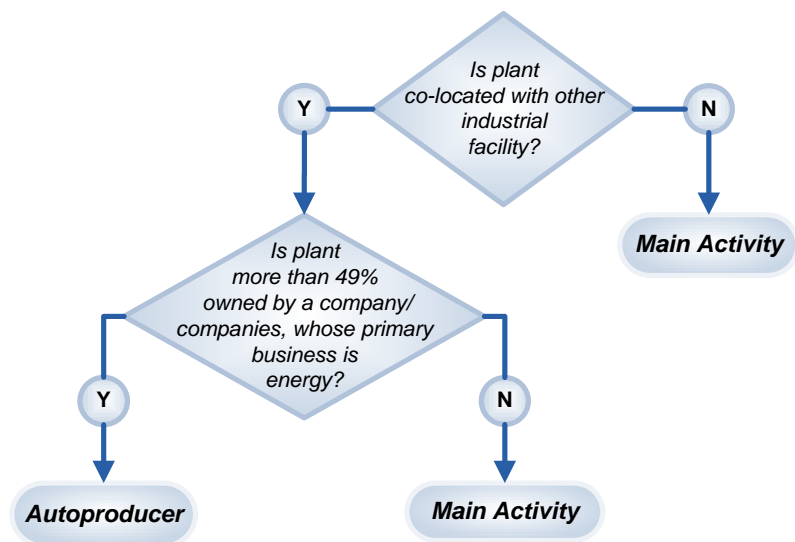 Is plant
co-located with other
industrial
facility?
Y
N
Main Activity
Is plant
more than 49%
owned by a company/
companies, whose primary
business is
energy?
Y
N
Autoproducer
Main Activity